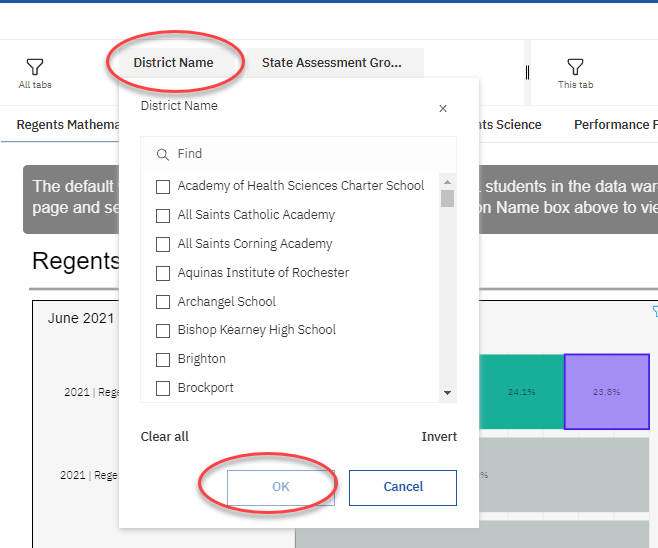 District Name
State Assessment Gro...
All tabs
This tab
Regents Mathema
nts Science
Performance F
District Name
×
Find
Academy of Health Sciences Charter School
All Saints Catholic Academy
All Saints Corning Academy
Aquinas Institute of Rochester
Archangel School
Bishop Kearney High School
Brighton
Brockport
Clear all
Invert
OK
Cancel
The default
students in the data war
page and se
on Name box above to vie
Regents
June 2021
2021 | Rege
24.1%
23.8%
2021 | Rege
%